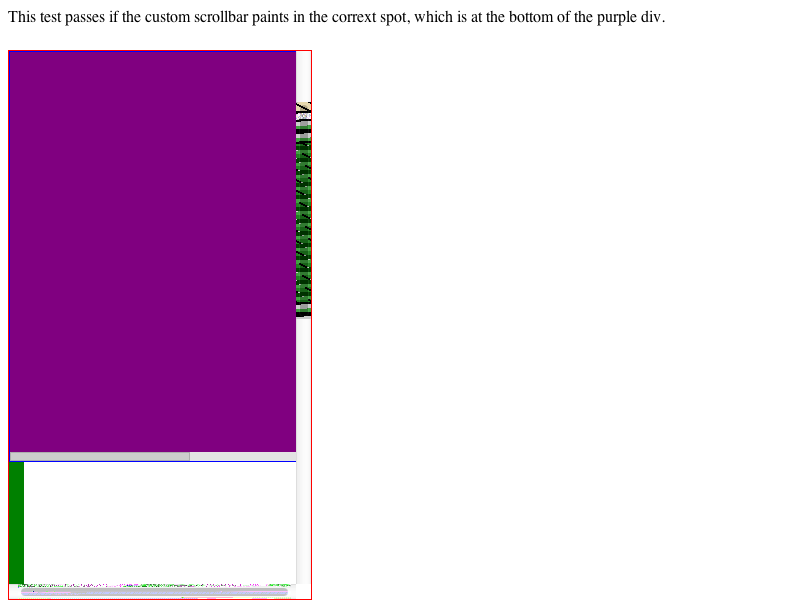 This test passes if the custom scrollbar paints in the corrext spot, which is at the bottom of the purple div.